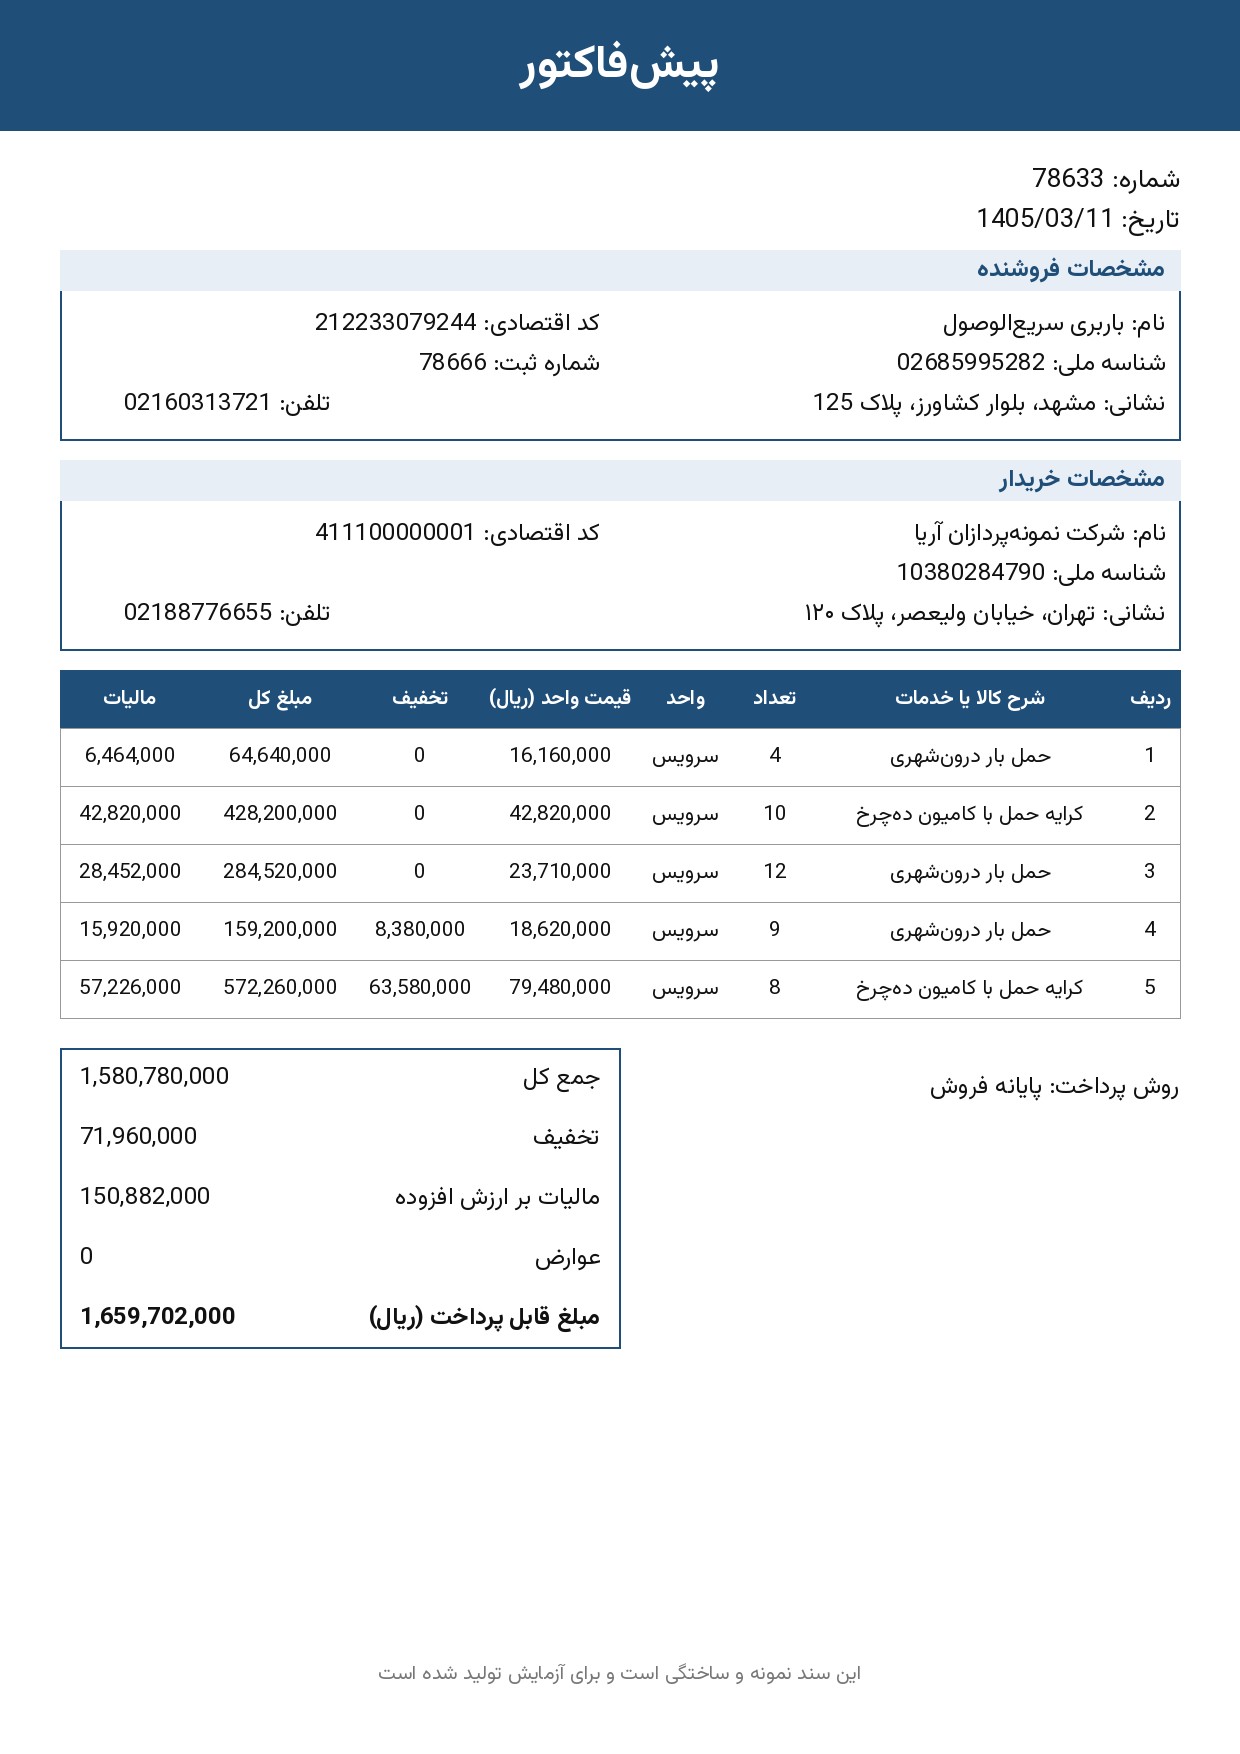 پیش‌فاکتور
شماره: 78633
تاریخ: 1405/03/11
مشخصات فروشنده
نام: باربری سریع‌الوصول کد اقتصادی: 212233079244
شناسه ملی: 02685995282 شماره ثبت: 78666
نشانی: مشهد، بلوار کشاورز، پلاک 125 تلفن: 02160313721
مشخصات خریدار
نام: شرکت نمونه‌پردازان آریا کد اقتصادی: 411100000001
شناسه ملی: 10380284790
نشانی: تهران، خیابان ولیعصر، پلاک ۱۲۰ تلفن: 02188776655
ردیف شرح کالا یا خدمات تعداد واحد قیمت واحد (ریال) تخفیف مبلغ کل مالیات
1 حمل بار درون‌شهری 4 سرویس 16,160,000 0 64,640,000 6,464,000
2 کرایه حمل با کامیون ده‌چرخ 10 سرویس 42,820,000 0 428,200,000 42,820,000
3 حمل بار درون‌شهری 12 سرویس 23,710,000 0 284,520,000 28,452,000
4 حمل بار درون‌شهری 9 سرویس 18,620,000 8,380,000 159,200,000 15,920,000
5 کرایه حمل با کامیون ده‌چرخ 8 سرویس 79,480,000 63,580,000 572,260,000 57,226,000
روش پرداخت: پایانه فروش
جمع کل 1,580,780,000
تخفیف 71,960,000
مالیات بر ارزش افزوده 150,882,000
عوارض 0
مبلغ قابل پرداخت (ریال) 1,659,702,000
این سند نمونه و ساختگی است و برای آزمایش تولید شده است